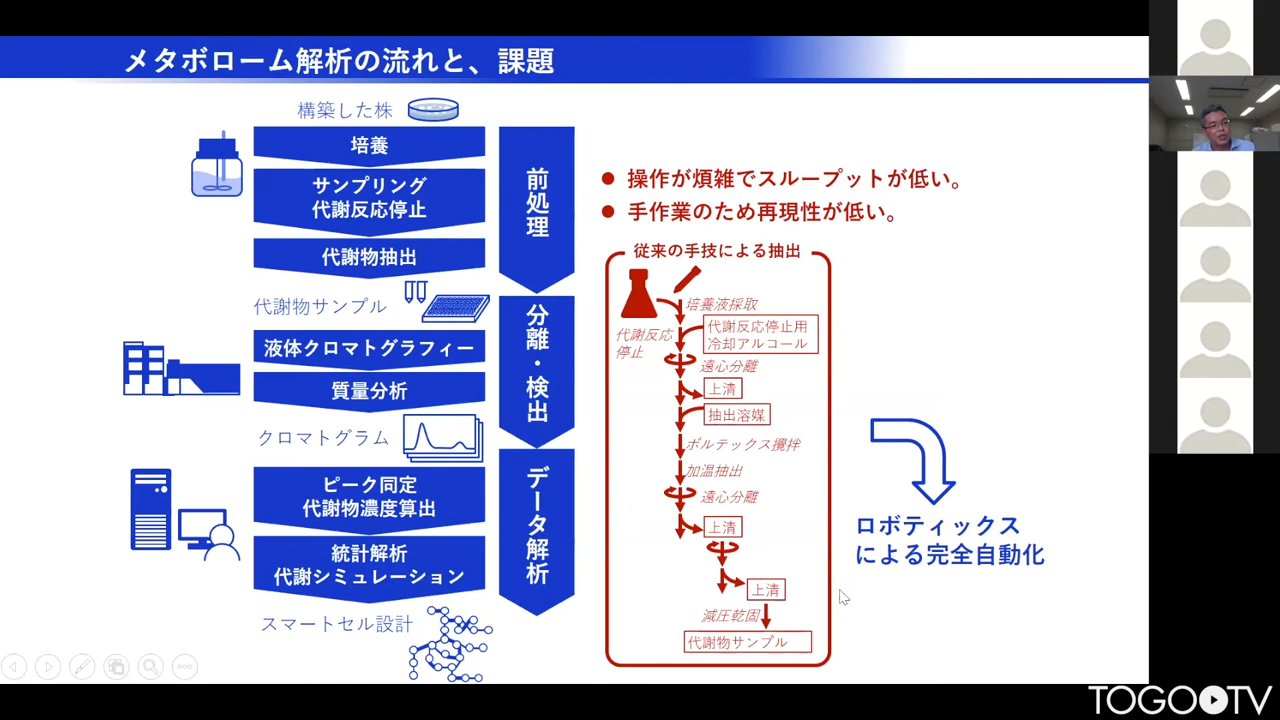 メタボローム解析の流れと、課題
構築した株
培養
サンプリング
代謝反応停止
代謝物抽出
代謝物サンプル
液体クロマトグラフィー
質量分析
クロマトグラム
ピーク同定
代謝物濃度算出
統計解析
代謝シミュレーション
スマートセル設計
前処理
分離・検出
データ解析
● 操作が煩雑でスループットが低い。
● 手作業のため再現性が低い。
従来の手技による抽出
培養液採取
代謝反応停止用
冷却アルコール
代謝反応
停止
遠心分離
上清
抽出溶媒
ボルテックス攪拌
加温抽出
遠心分離
上清
上清
減圧乾固
代謝物サンプル
ロボティックス
による完全自動化
TOGO TV